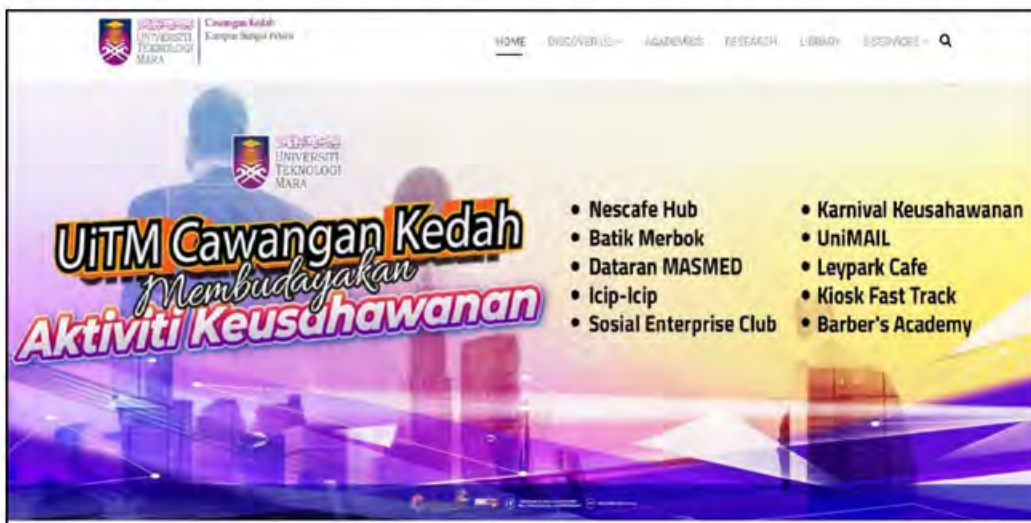 UNIVERSITI
TEKNOLOGI
MARA
Cawangan Kedah
Kampus Sungai Petani
HOME
ACADEMICS
RESEARCH
LIBRARY
UNIVERSITI
TEKNOLOGI
MARA
UiTM Cawangan Kedah
Membudayakan
Aktiviti Keusahawanan
• Nescafe Hub
• Batik Merbok
• Dataran MASMED
• Icip-Icip
• Sosial Enterprise Club
• Karnival Keusahawanan
• UniMAIL
• Leypark Cafe
• Kiosk Fast Track
• Barber's Academy